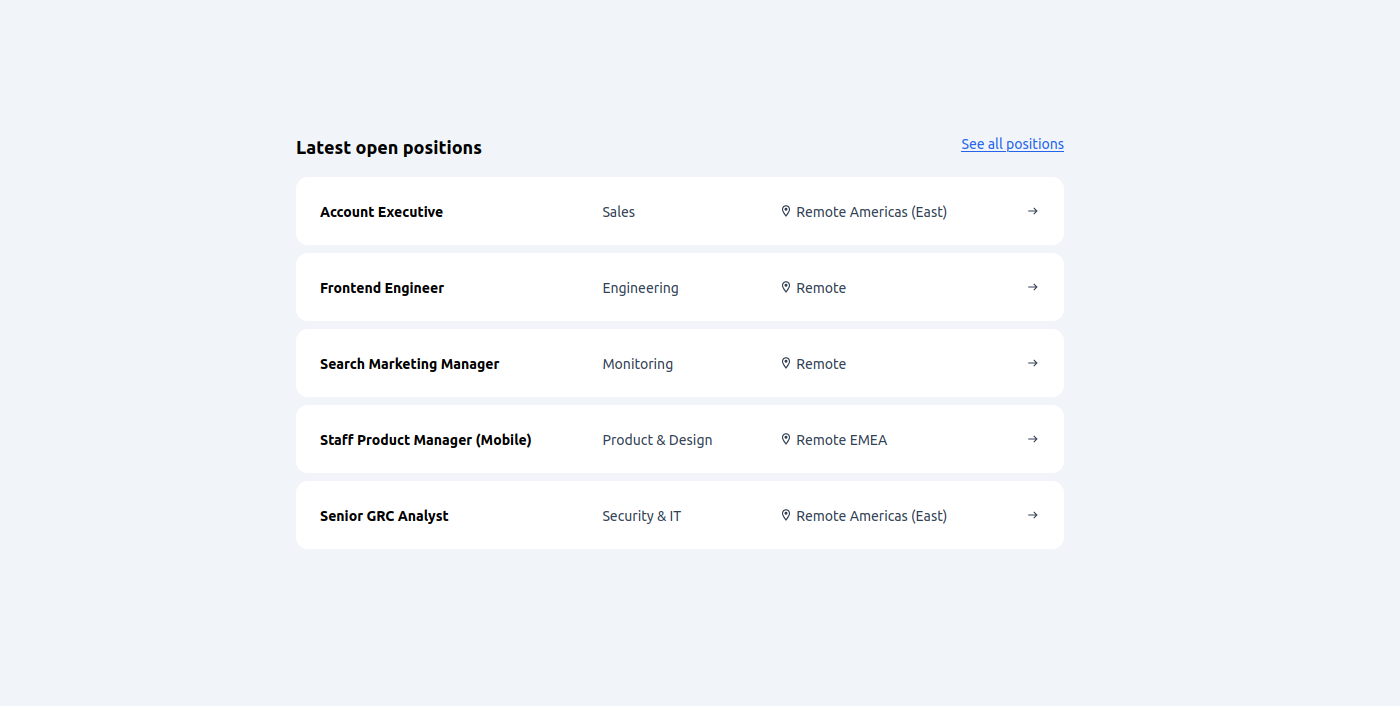 Latest open positions See all positions
Account Executive Sales Remote Americas (East) →
Frontend Engineer Engineering Remote →
Search Marketing Manager Monitoring Remote →
Staff Product Manager (Mobile) Product & Design Remote EMEA →
Senior GRC Analyst Security & IT Remote Americas (East) →